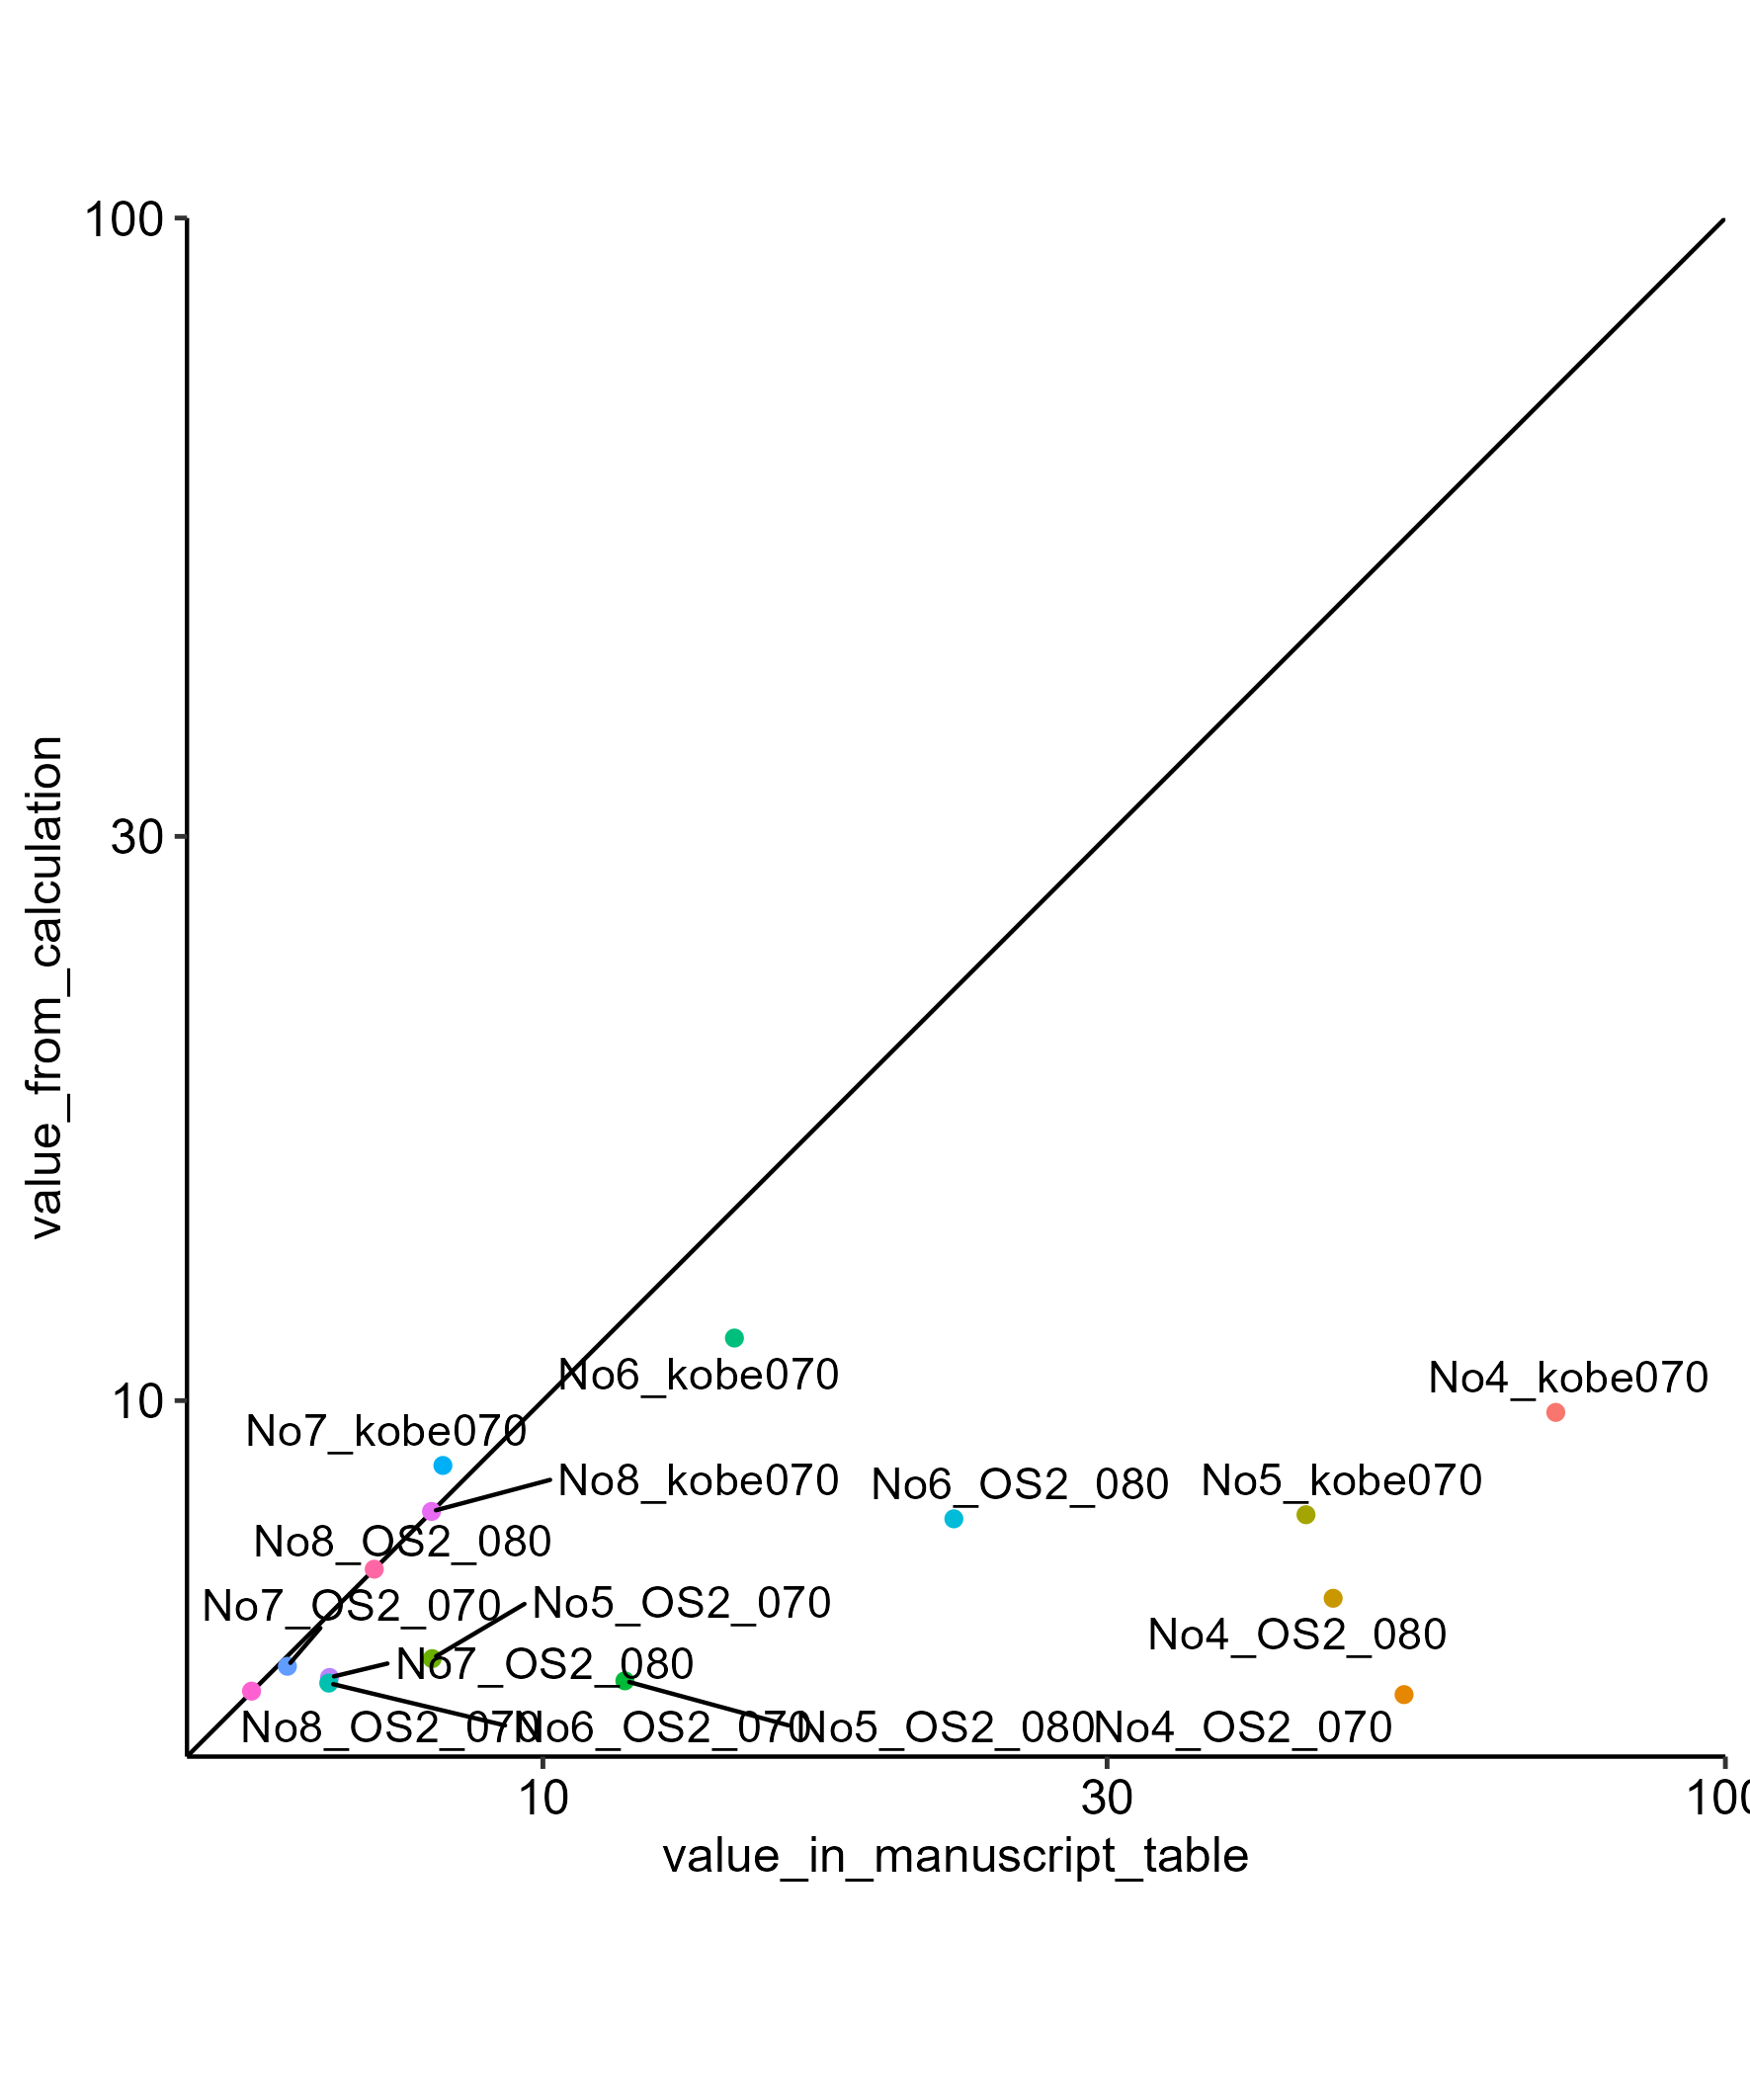 100
30
10
value_from_calculation
No6_kobe070
No4_kobe070
No7_kobe070
No8_kobe070
No6_OS2_080
No5_kobe070
No8_OS2_080
No7_OS2_070
No5_OS2_070
No4_OS2_080
No7_OS2_080
No8_OS2_070
No6_OS2_070
No5_OS2_080
No4_OS2_070
10
30
100
value_in_manuscript_table